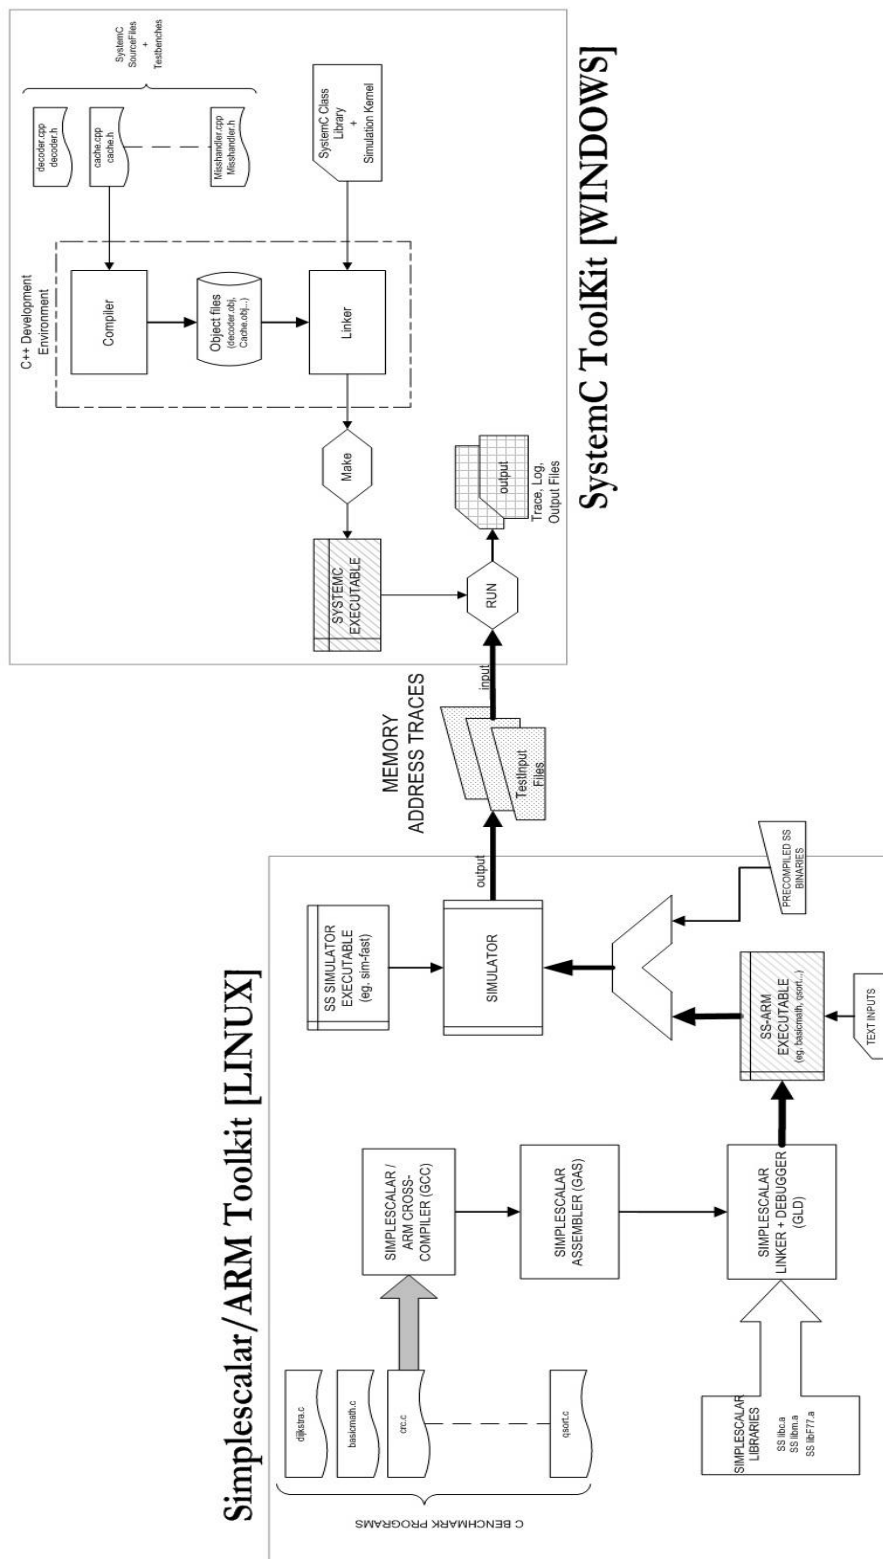 Simplescalar/ARM Toolkit [LINUX]
C BENCHMARK PROGRAMS
dijkstra.c
basicmath.c
crc.c
qsort.c
SIMPLESCALAR /
ARM CROSS-
COMPILER (GCC)
SIMPLESCALAR
ASSEMBLER (GAS)
SIMPLESCALAR
LINKER + DEBUGGER
(GLD)
SIMPLESCALAR
LIBRARIES
SS libc.a
SS libm.a
SS libF77.a
SS SIMULATOR
EXECUTABLE
(eg. sim-fast)
SIMULATOR
SS-ARM
EXECUTABLE
(eg. basicmath, qsort...)
TEXT INPUTS
PRECOMPILED SS
BINARIES
output
MEMORY
ADDRESS TRACES
TestInput
Files
input
SYSTEMC
EXECUTABLE
RUN
Make
output
Trace, Log,
Output Files
C++ Development
Environment
Compiler
Object files
(decoder.obj,
Cache.obj...)
Linker
decoder.cpp
decoder.h
cache.cpp
cache.h
Misshandler.cpp
Misshandler.h
SystemC
SourceFiles
+
Testbenches
SystemC Class
Library
+
Simulation Kernel
SystemC ToolKit [WINDOWS]